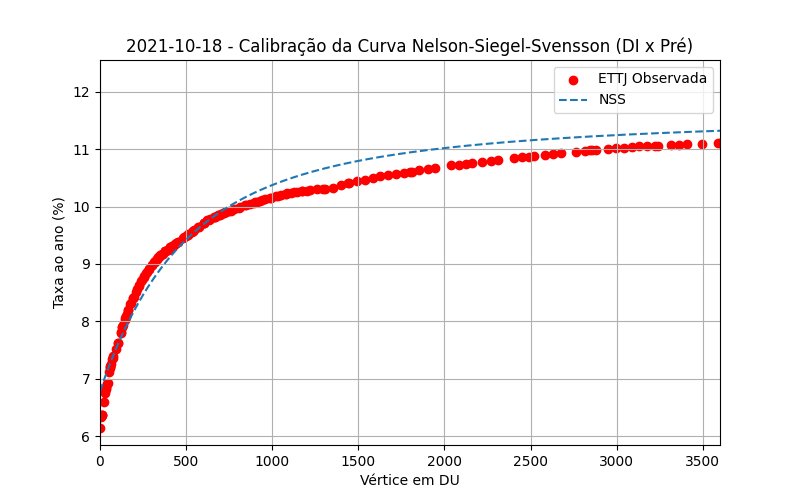 2021-10-18 - Calibração da Curva Nelson-Siegel-Svensson (DI x Pré)
ETTJ Observada
NSS
Taxa ao ano (%)
12
11
10
9
8
7
6
0 500 1000 1500 2000 2500 3000 3500
Vértice em DU